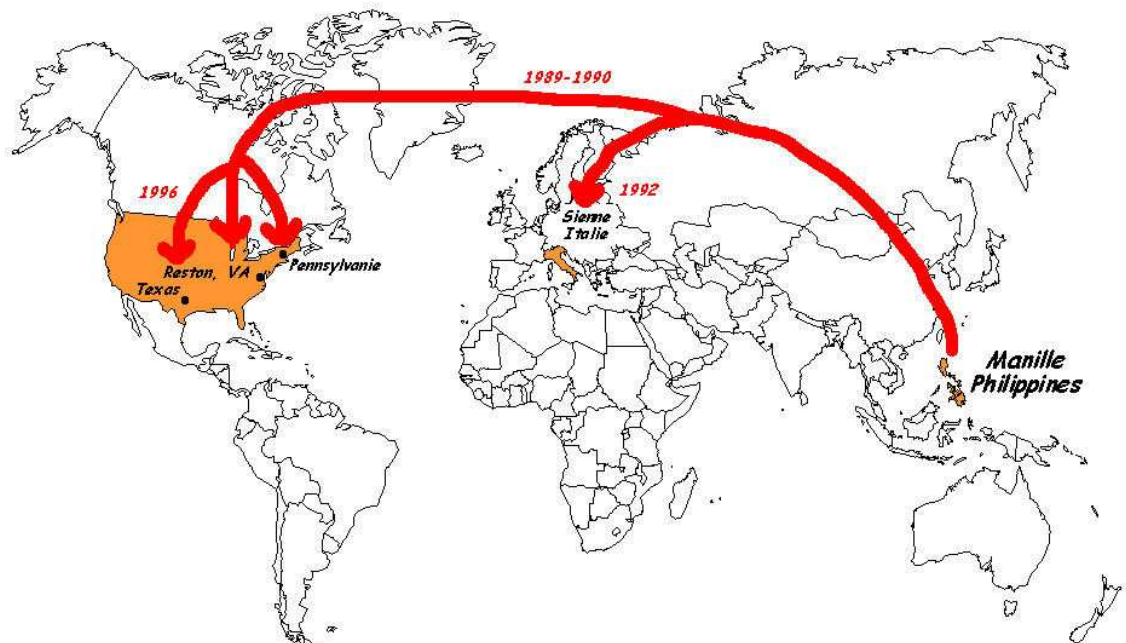 1989-1990
1996
1992
Sienne
Italie
Pennsylvanie
Reston, VA
Texas
Manille
Philippines